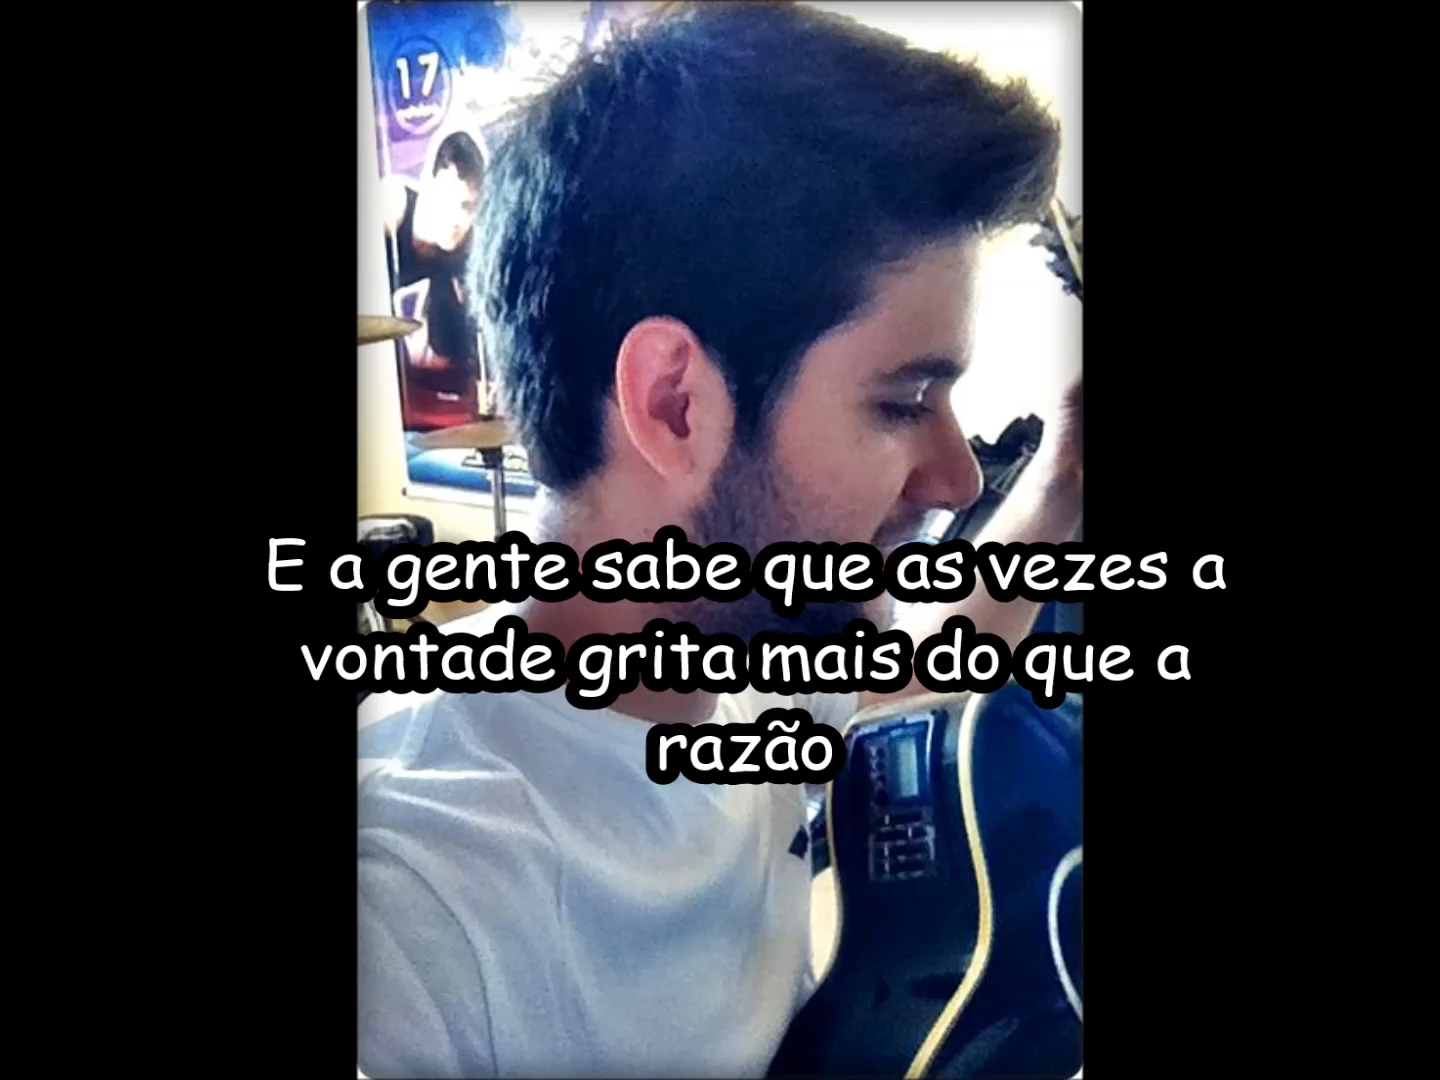 17
E a gente sabe que as vezes a
vontade grita mais do que a
razão